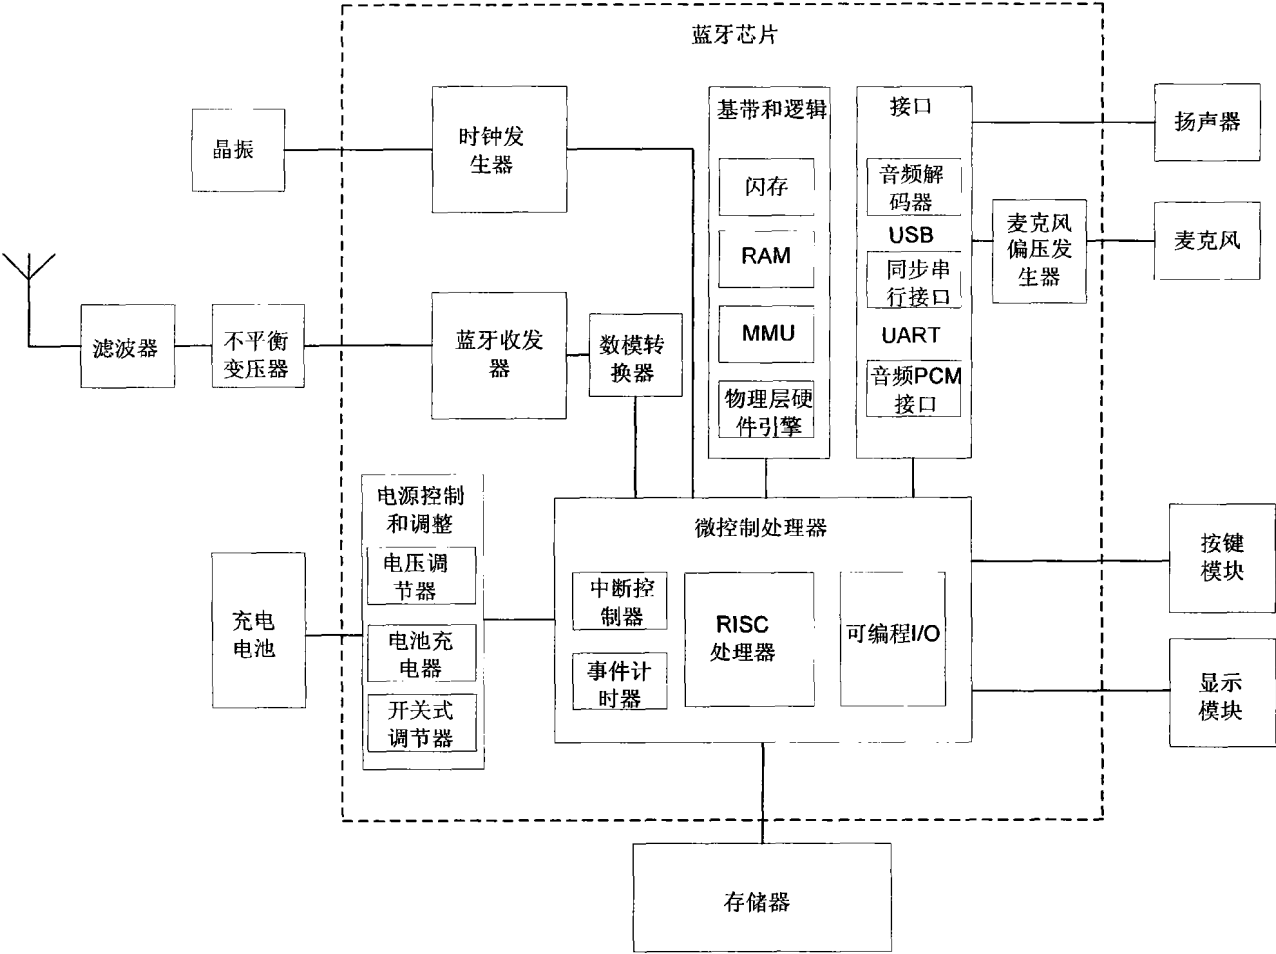 蓝牙芯片
晶振
时钟发
生器
基带和逻辑
闪存
RAM
MMU
物理层硬
件引擎
接口
音频解
码器
USB
同步串
行接口
UART
音频PCM
接口
扬声器
麦克风
偏压发
生器
麦克风
滤波器
不平衡
变压器
蓝牙收发
器
数模转
换器
电源控制
和调整
电压调
节器
电池充
电器
开关式
调节器
充电
电池
微控制处理器
中断控
制器
事件计
时器
RISC
处理器
可编程I/O
按键
模块
显示
模块
存储器